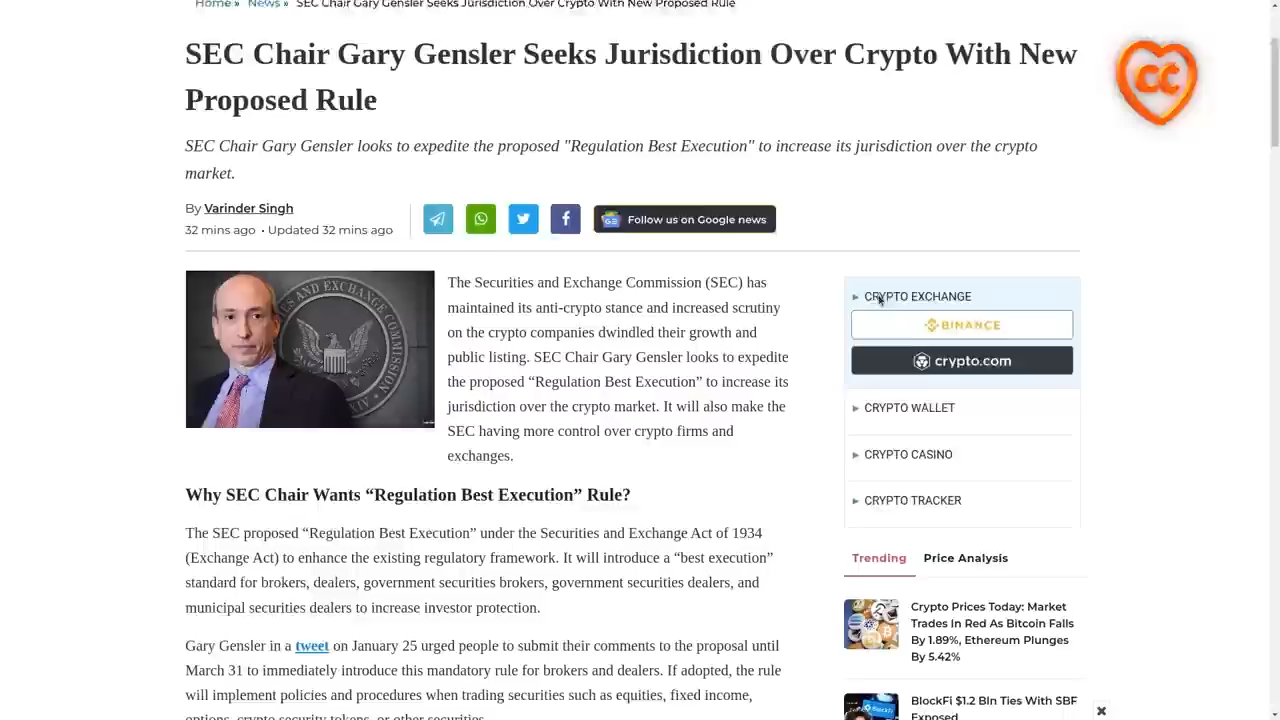 Home » News » SEC Chair Gary Gensler Seeks Jurisdiction Over Crypto With New Proposed Rule
SEC Chair Gary Gensler Seeks Jurisdiction Over Crypto With New
Proposed Rule
CC
SEC Chair Gary Gensler looks to expedite the proposed "Regulation Best Execution" to increase its jurisdiction over the crypto
market.
By Varinder Singh
32 mins ago • Updated 32 mins ago
Follow us on Google news
The Securities and Exchange Commission (SEC) has
maintained its anti-crypto stance and increased scrutiny
on the crypto companies dwindled their growth and
public listing. SEC Chair Gary Gensler looks to expedite
the proposed “Regulation Best Execution” to increase its
jurisdiction over the crypto market. It will also make the
SEC having more control over crypto firms and
exchanges.
Why SEC Chair Wants “Regulation Best Execution” Rule?
The SEC proposed “Regulation Best Execution” under the Securities and Exchange Act of 1934
(Exchange Act) to enhance the existing regulatory framework. It will introduce a “best execution”
standard for brokers, dealers, government securities brokers, government securities dealers, and
municipal securities dealers to increase investor protection.
Gary Gensler in a tweet on January 25 urged people to submit their comments to the proposal until
March 31 to immediately introduce this mandatory rule for brokers and dealers. If adopted, the rule
will implement policies and procedures when trading securities such as equities, fixed income,
options, crypto security tokens, or other securities.
CRYPTO EXCHANGE
BINANCE
crypto.com
CRYPTO WALLET
CRYPTO CASINO
CRYPTO TRACKER
Trending Price Analysis
Crypto Prices Today: Market
Trades In Red As Bitcoin Falls
By 1.89%, Ethereum Plunges
By 5.42%
BlockFi $1.2 Bln Ties With SBF
Exposed